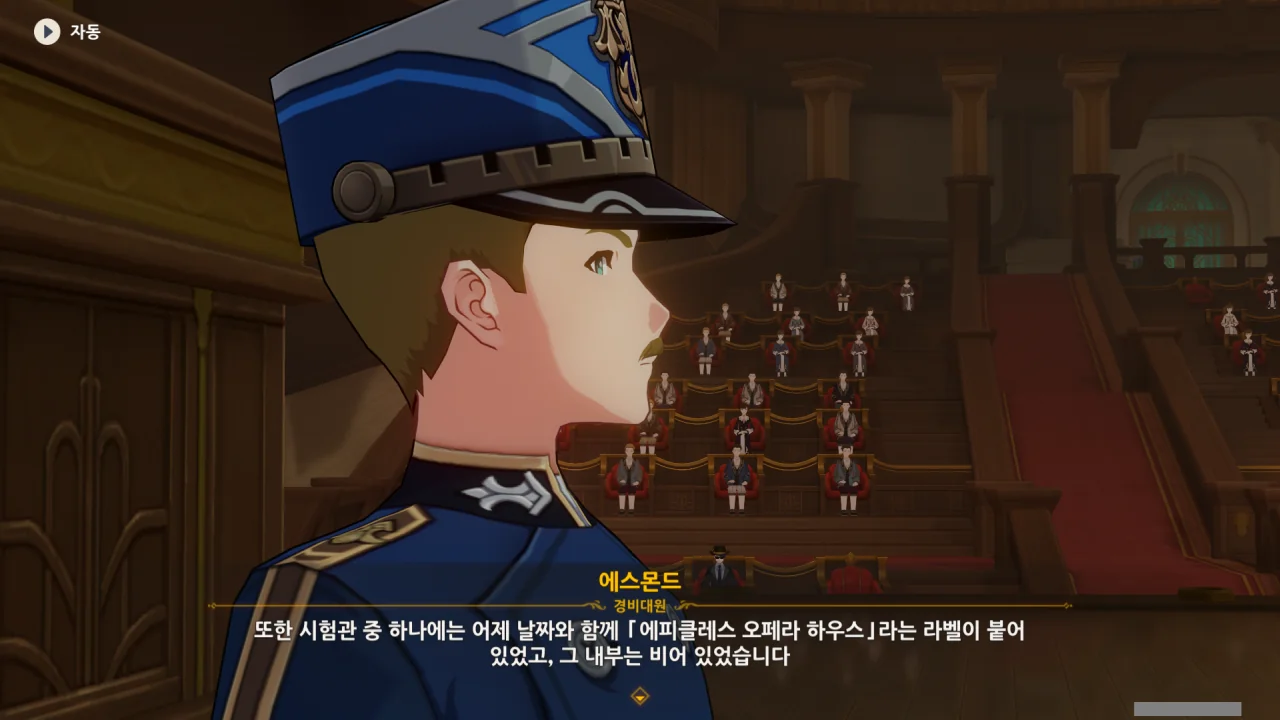 자동
에스몬드
경비대원
또한 시험관 중 하나에는 어제 날짜와 함께 「에피클레스 오페라 하우스」라는 라벨이 붙어
있었고, 그 내부는 비어 있었습니다